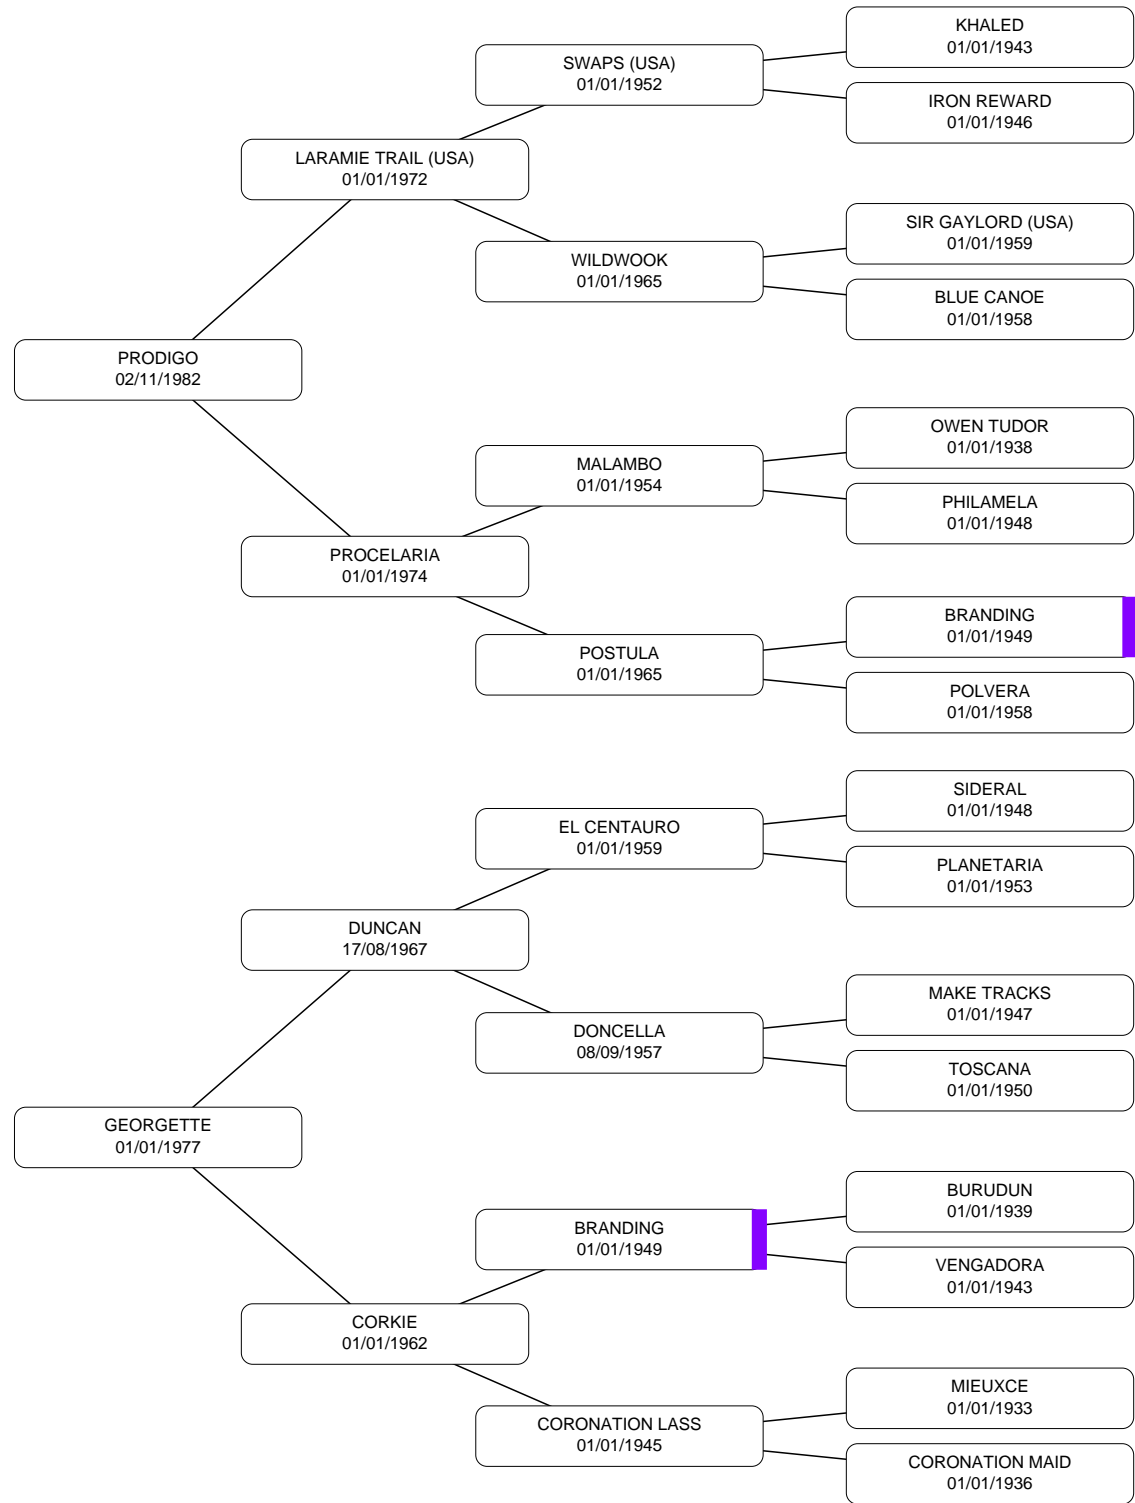 KHALED
01/01/1943
SWAPS (USA)
01/01/1952
IRON REWARD
01/01/1946
LARAMIE TRAIL (USA)
01/01/1972
SIR GAYLORD (USA)
01/01/1959
WILDWOOK
01/01/1965
BLUE CANOE
01/01/1958
PRODIGO
02/11/1982
OWEN TUDOR
01/01/1938
MALAMBO
01/01/1954
PHILAMELA
01/01/1948
PROCELARIA
01/01/1974
BRANDING
01/01/1949
POSTULA
01/01/1965
POLVERA
01/01/1958
SIDERAL
01/01/1948
EL CENTAURO
01/01/1959
PLANETARIA
01/01/1953
DUNCAN
17/08/1967
MAKE TRACKS
01/01/1947
DONCELLA
08/09/1957
TOSCANA
01/01/1950
GEORGETTE
01/01/1977
BURUDUN
01/01/1939
BRANDING
01/01/1949
VENGADORA
01/01/1943
CORKIE
01/01/1962
MIEUXCE
01/01/1933
CORONATION LASS
01/01/1945
CORONATION MAID
01/01/1936